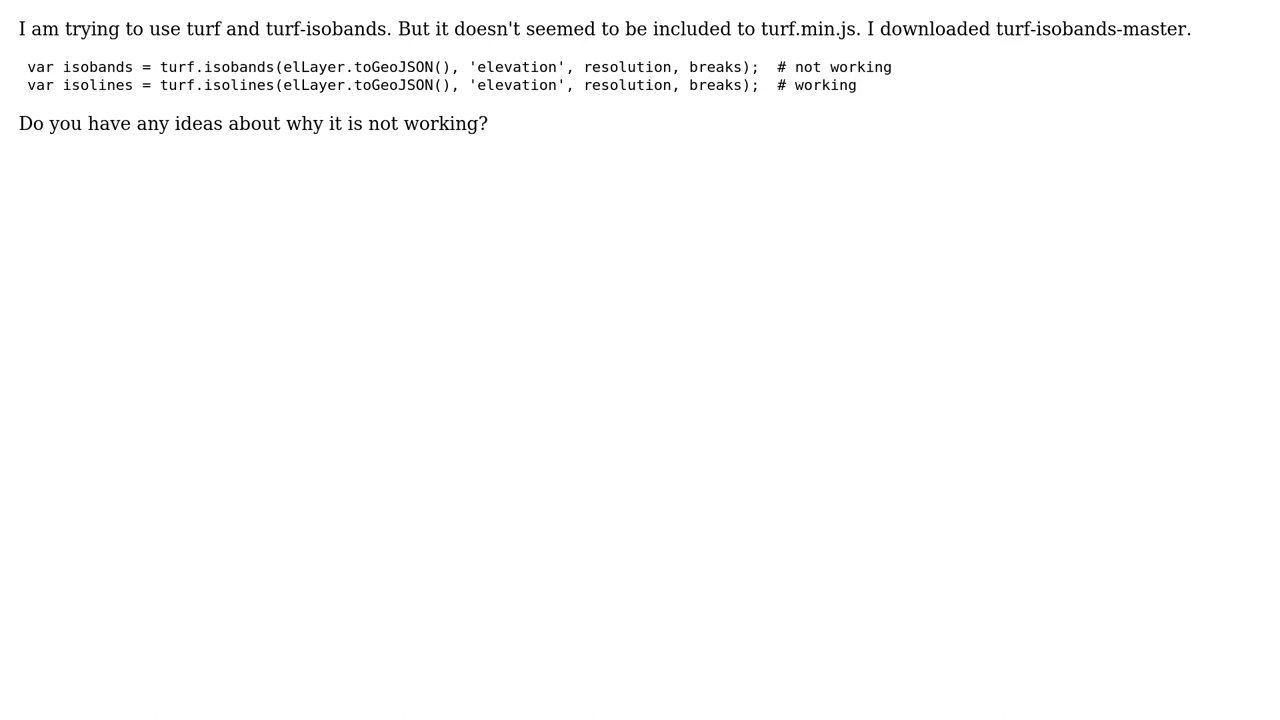 I am trying to use turf and turf-isobands. But it doesn't seemed to be included to turf.min.js. I downloaded turf-isobands-master.
var isobands = turf.isobands(elLayer.toGeoJSON(), 'elevation', resolution, breaks);  # not working
var isolines = turf.isolines(elLayer.toGeoJSON(), 'elevation', resolution, breaks);  # working
Do you have any ideas about why it is not working?